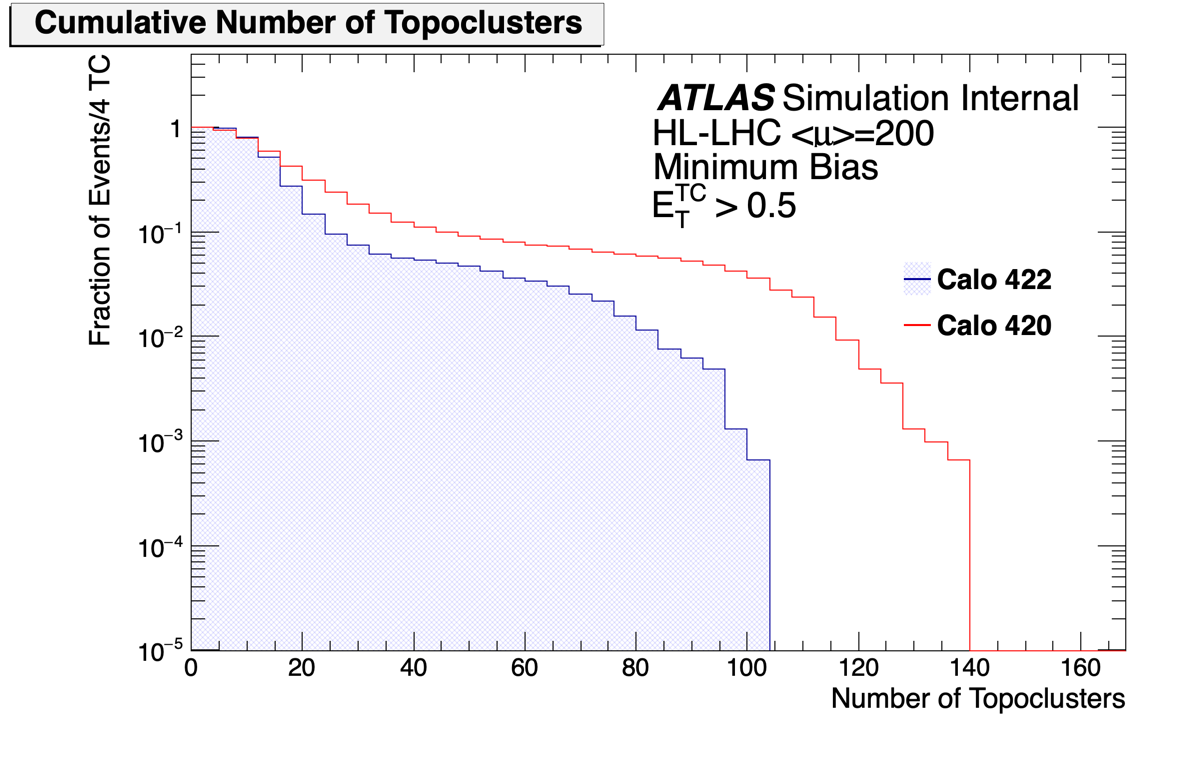 Cumulative Number of Topoclusters
Fraction of Events/4 TC
ATLAS Simulation Internal
HL-LHC <μ>=200
Minimum Bias
E_T^TC > 0.5
Calo 422
Calo 420
1
10⁻¹
10⁻²
10⁻³
10⁻⁴
10⁻⁵
0 20 40 60 80 100 120 140 160
Number of Topoclusters